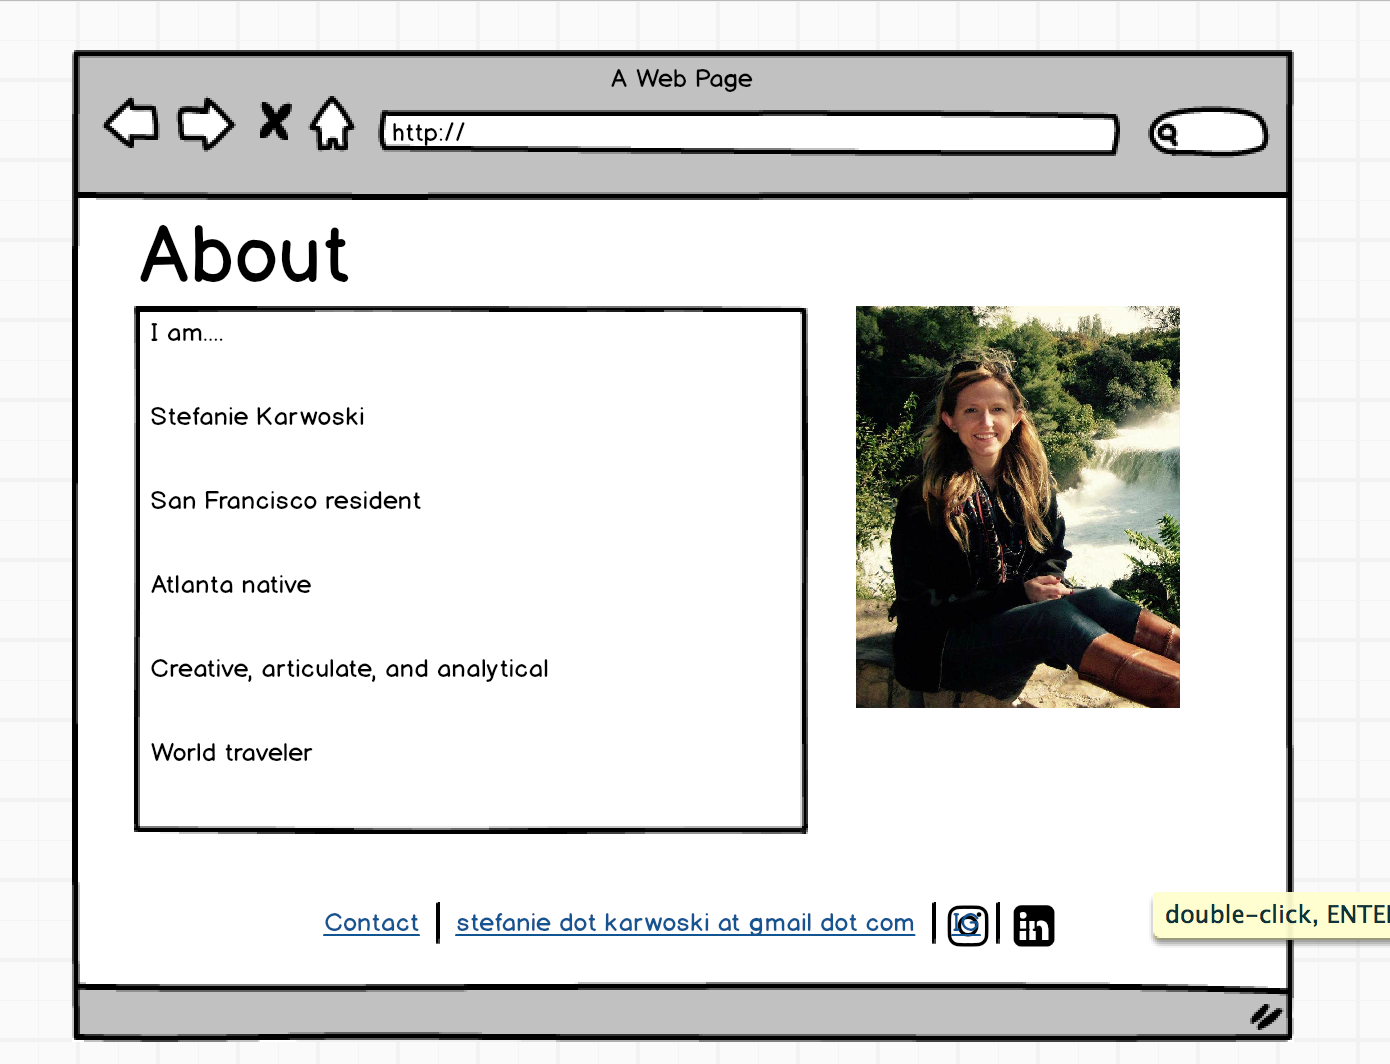 A Web Page
http://
About
I am....
Stefanie Karwoski
San Francisco resident
Atlanta native
Creative, articulate, and analytical
World traveler
Contact | stefanie dot karwoski at gmail dot com | IG | in
double-click, ENTE